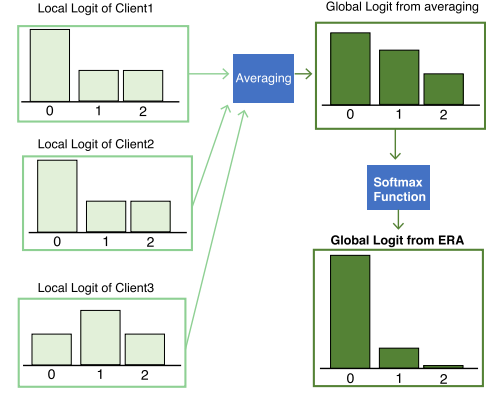 Local Logit of Client1
0 1 2
Local Logit of Client2
0 1 2
Local Logit of Client3
0 1 2
Averaging
Global Logit from averaging
0 1 2
Softmax
Function
Global Logit from ERA
0 1 2